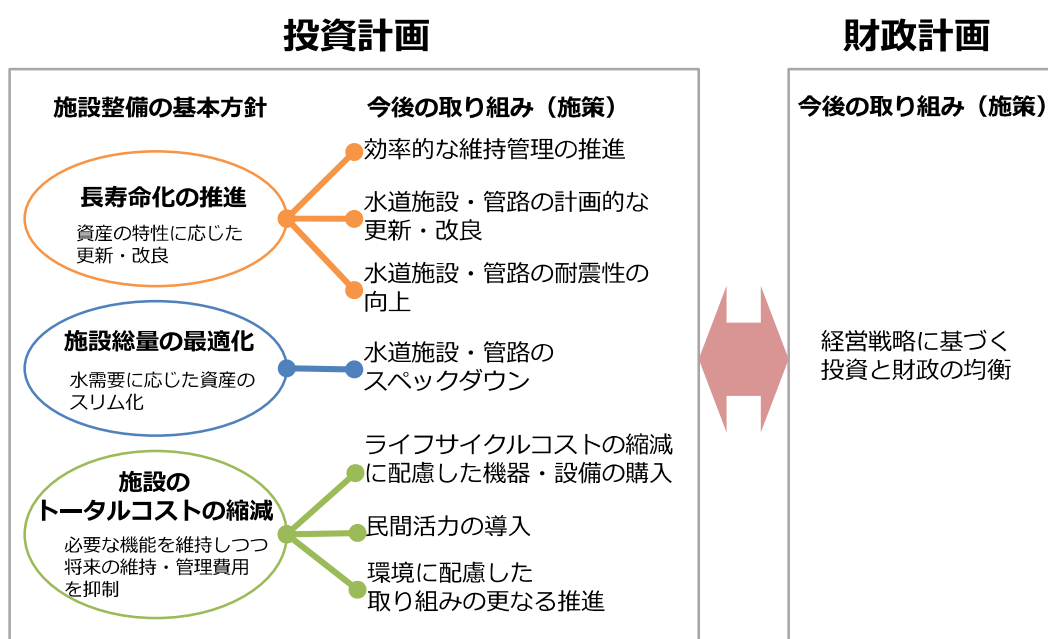 投資計画
財政計画
施設整備の基本方針
今後の取り組み（施策）
長寿命化の推進
資産の特性に応じた
更新・改良
効率的な維持管理の推進
水道施設・管路の計画的な
更新・改良
水道施設・管路の耐震性の
向上
施設総量の最適化
水需要に応じた資産の
スリム化
水道施設・管路の
スペックダウン
施設の
トータルコストの縮減
必要な機能を維持しつつ
将来の維持・管理費用
を抑制
ライフサイクルコストの縮減
に配慮した機器・設備の購入
民間活力の導入
環境に配慮した
取り組みの更なる推進
今後の取り組み（施策）
経営戦略に基づく
投資と財政の均衡